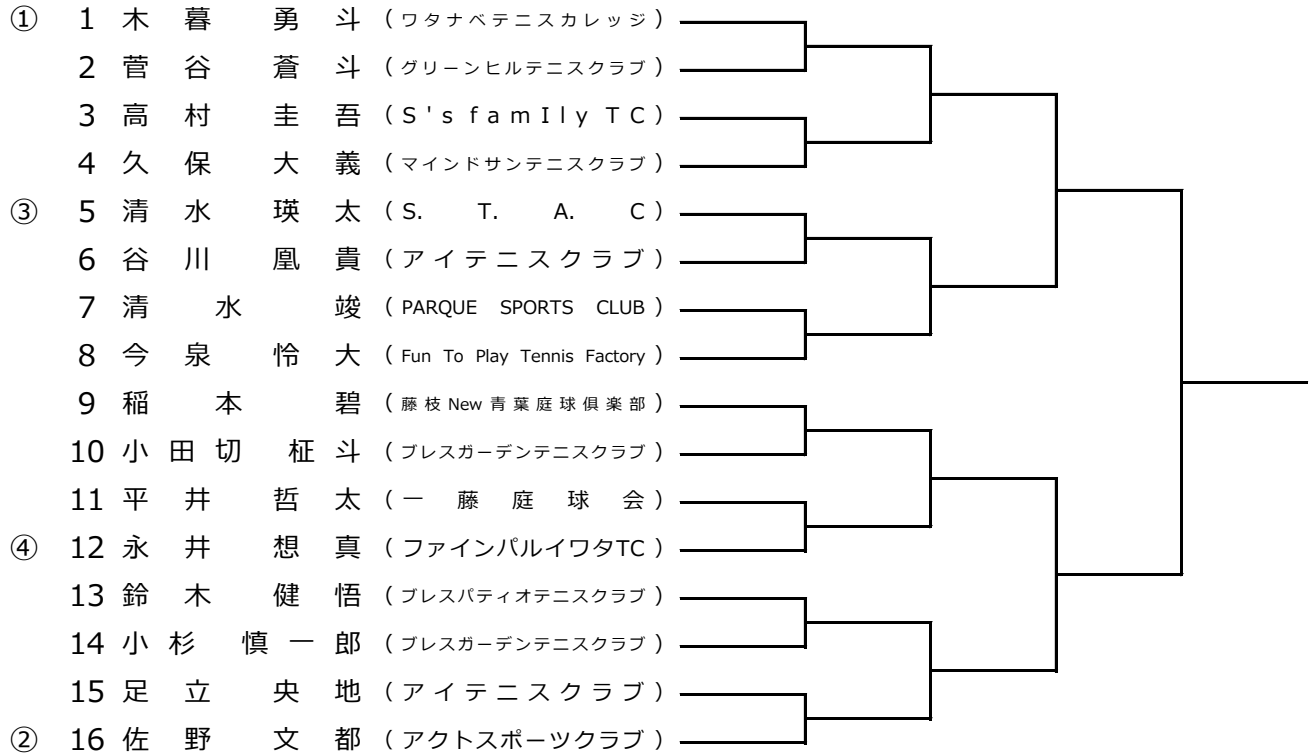 ① 1 木暮 勇斗 (ワタナベテニスカレッジ)
2 菅谷 蒼斗 (グリーンヒルテニスクラブ)
3 高村 圭吾 (S's famIly TC)
4 久保 大義 (マインドサンテニスクラブ)
③ 5 清水 瑛太 (S. T. A. C)
6 谷川 凰貴 (アイテニスクラブ)
7 清水 竣 (PARQUE SPORTS CLUB)
8 今泉 怜大 (Fun To Play Tennis Factory)
9 稲本 碧 (藤枝New青葉庭球倶楽部)
10 小田切 柾斗 (ブレスガーデンテニスクラブ)
11 平井 哲太 (一藤庭球会)
④ 12 永井 想真 (ファインパルイワタTC)
13 鈴木 健悟 (ブレスパティオテニスクラブ)
14 小杉 慎一郎 (ブレスガーデンテニスクラブ)
15 足立 央地 (アイテニスクラブ)
② 16 佐野 文都 (アクトスポーツクラブ)